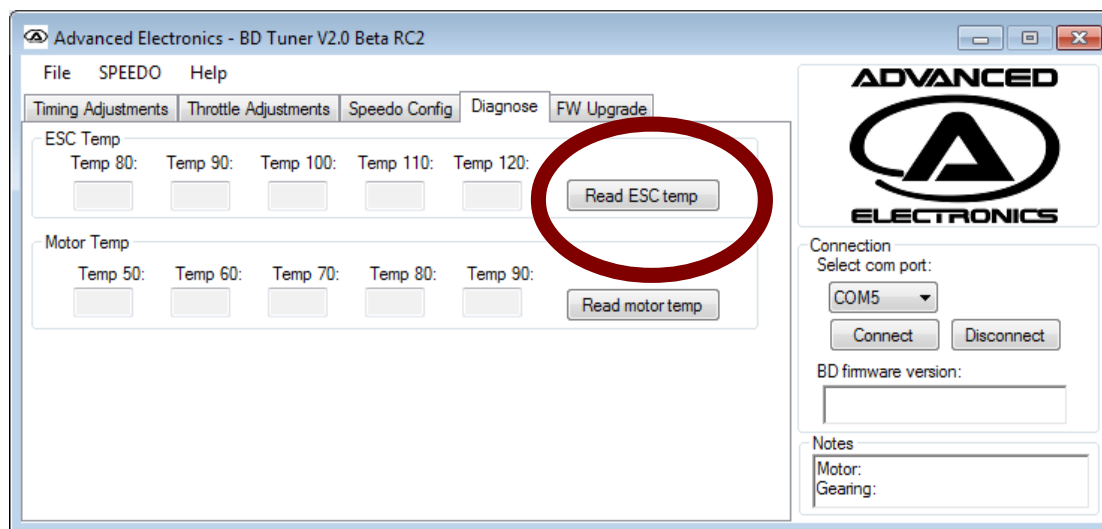 Advanced Electronics - BD Tuner V2.0 Beta RC2
File SPEEDO Help
Timing Adjustments Throttle Adjustments Speedo Config Diagnose FW Upgrade
ESC Temp
Temp 80: Temp 90: Temp 100: Temp 110: Temp 120:
Read ESC temp
Motor Temp
Temp 50: Temp 60: Temp 70: Temp 80: Temp 90:
Read motor temp
ADVANCED
A
ELECTRONICS
Connection
Select com port:
COM5
Connect Disconnect
BD firmware version:
Notes
Motor:
Gearing: